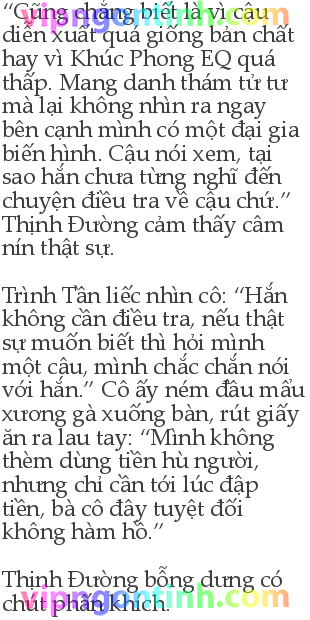 “Cũng chẳng biết là vì cậu
diễn xuất quá giống bản chất
hay vì Khúc Phong EQ quá
thấp. Mang danh thám tử tư
mà lại không nhìn ra ngay
bên cạnh mình có một đại gia
biến hình. Cậu nói xem, tại
sao hắn chưa từng nghĩ đến
chuyện điều tra về cậu chứ.”
Thịnh Đường cảm thấy câm
nín thật sự.
Trình Tần liếc nhìn cô: “Hắn
không cần điều tra, nếu thật
sự muốn biết thì hỏi mình
một câu, mình chắc chắn nói
với hắn.” Cô ấy ném đầu mẩu
xương gà xuống bàn, rút giấy
ăn ra lau tay: “Mình không
thèm dùng tiền hù người,
nhưng chỉ cần tới lúc đập
tiền, bà cô đây tuyệt đối
không hàm hồ.”
Thịnh Đường bỗng dưng có
chút phấn khích.
vipngontinh.com
vipngontinh.com